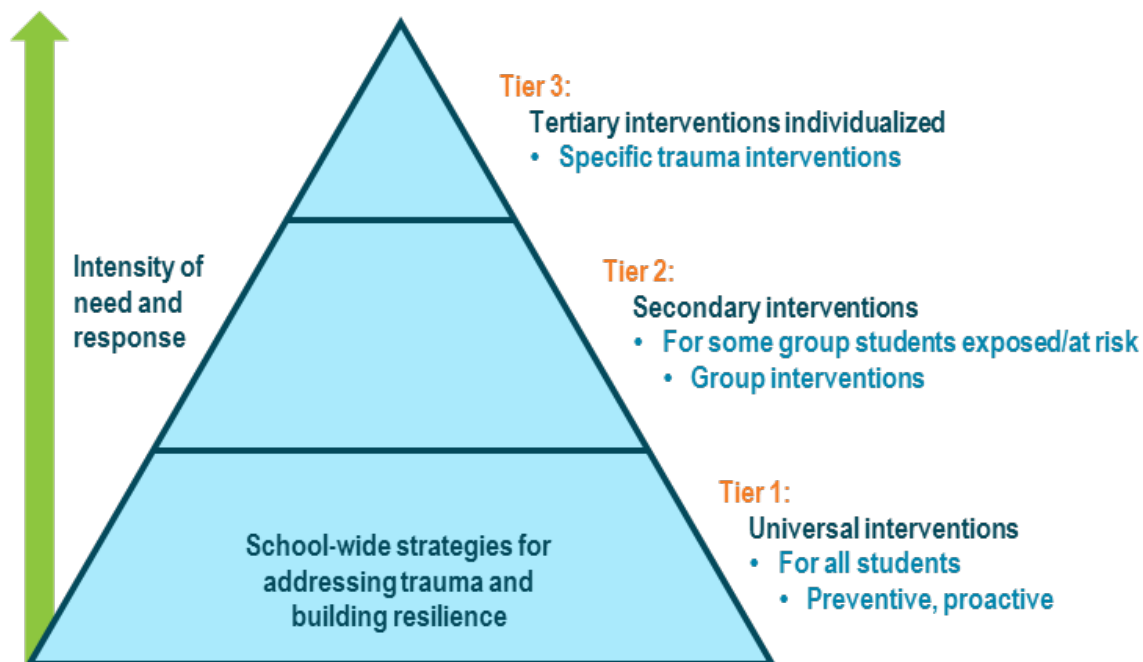 Tier 3:
Tertiary interventions individualized
• Specific trauma interventions
Intensity of
need and
response
Tier 2:
Secondary interventions
• For some group students exposed/at risk
• Group interventions
Tier 1:
Universal interventions
• For all students
• Preventive, proactive
School-wide strategies for
addressing trauma and
building resilience